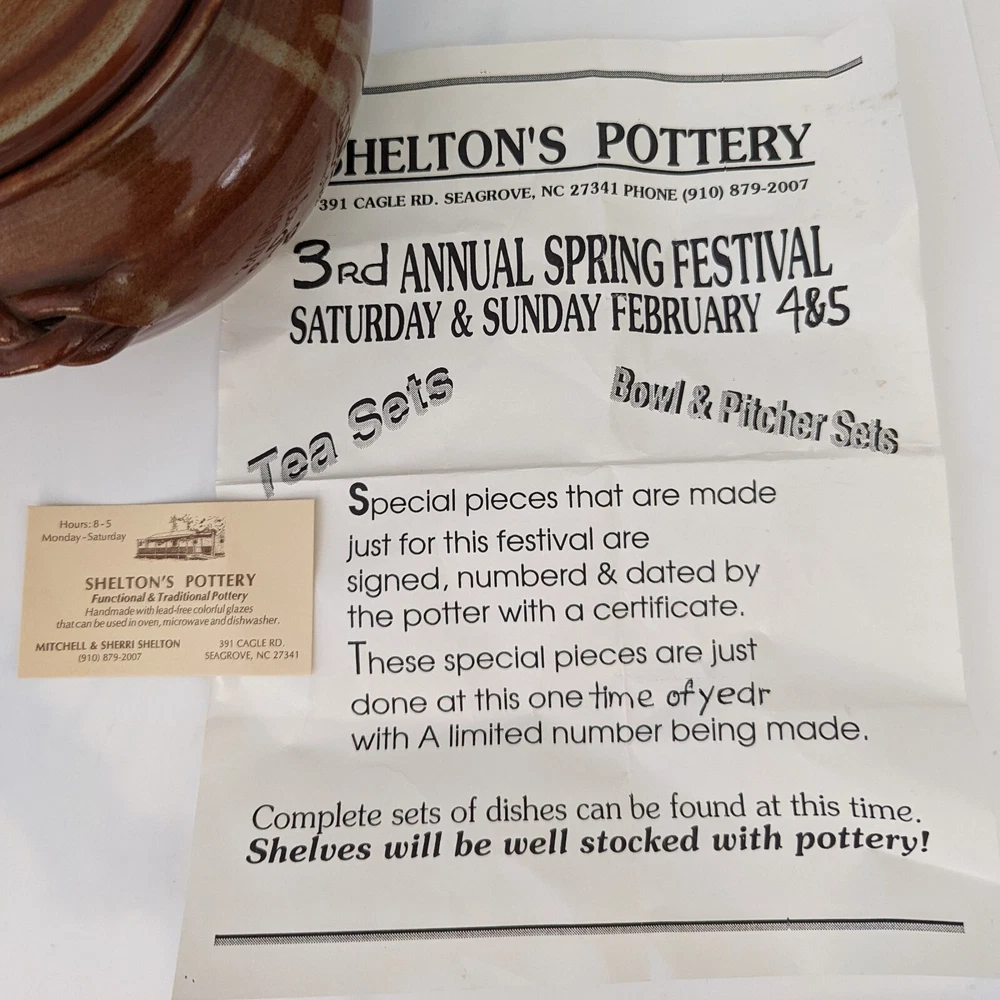 SHELTON'S POTTERY
391 CAGLE RD. SEAGROVE, NC 27341 PHONE (910) 879-2007
3Rd ANNUAL SPRING FESTIVAL
SATURDAY & SUNDAY FEBRUARY 4&5
Tea Sets
Bowl & Pitcher Sets
Special pieces that are made
just for this festival are
signed, numberd & dated by
the potter with a certificate.
These special pieces are just
done at this one time of yedr
with A limited number being made.
Complete sets of dishes can be found at this time.
Shelves will be well stocked with pottery!
Hours: 8-5
Monday-Saturday
SHELTON'S POTTERY
Functional & Traditional Pottery
Handmade with lead-free colorful glazes
that can be used in oven, microwave and dishwasher.
MITCHELL & SHERRI SHELTON
(910) 879-2007
391 CAGLE RD.
SEAGROVE, NC 27341